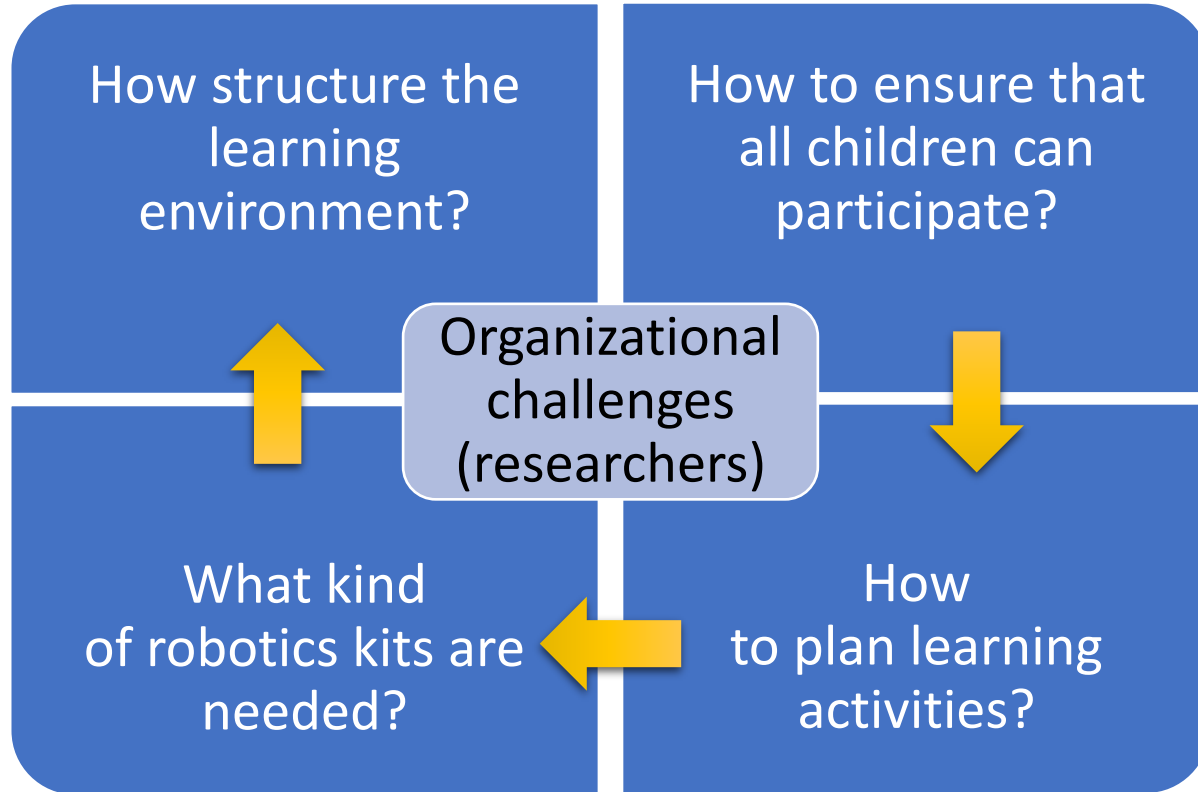 How structure the
learning
environment?
How to ensure that
all children can
participate?
Organizational
challenges
(researchers)
What kind
of robotics kits are
needed?
How
to plan learning
activities?